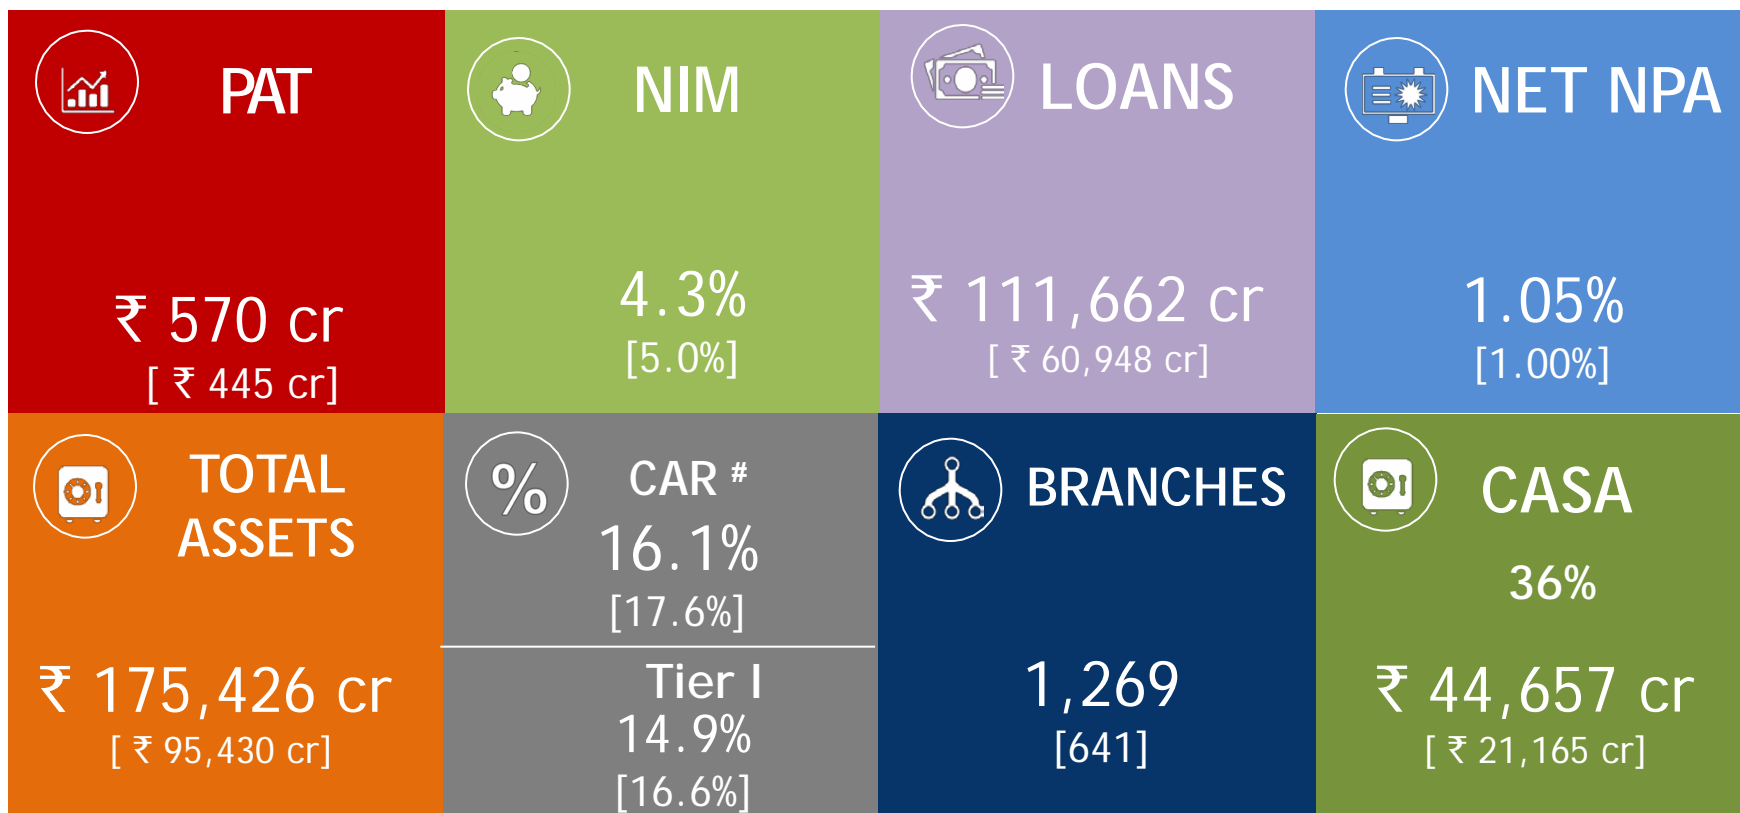 PAT
₹ 570 cr
[ ₹ 445 cr]
NIM
4.3%
[5.0%]
LOANS
₹ 111,662 cr
[ ₹ 60,948 cr]
NET NPA
1.05%
[1.00%]
TOTAL
ASSETS
₹ 175,426 cr
[ ₹ 95,430 cr]
%
CAR #
16.1%
[17.6%]
Tier I
14.9%
[16.6%]
BRANCHES
1,269
[641]
CASA
36%
₹ 44,657 cr
[ ₹ 21,165 cr]